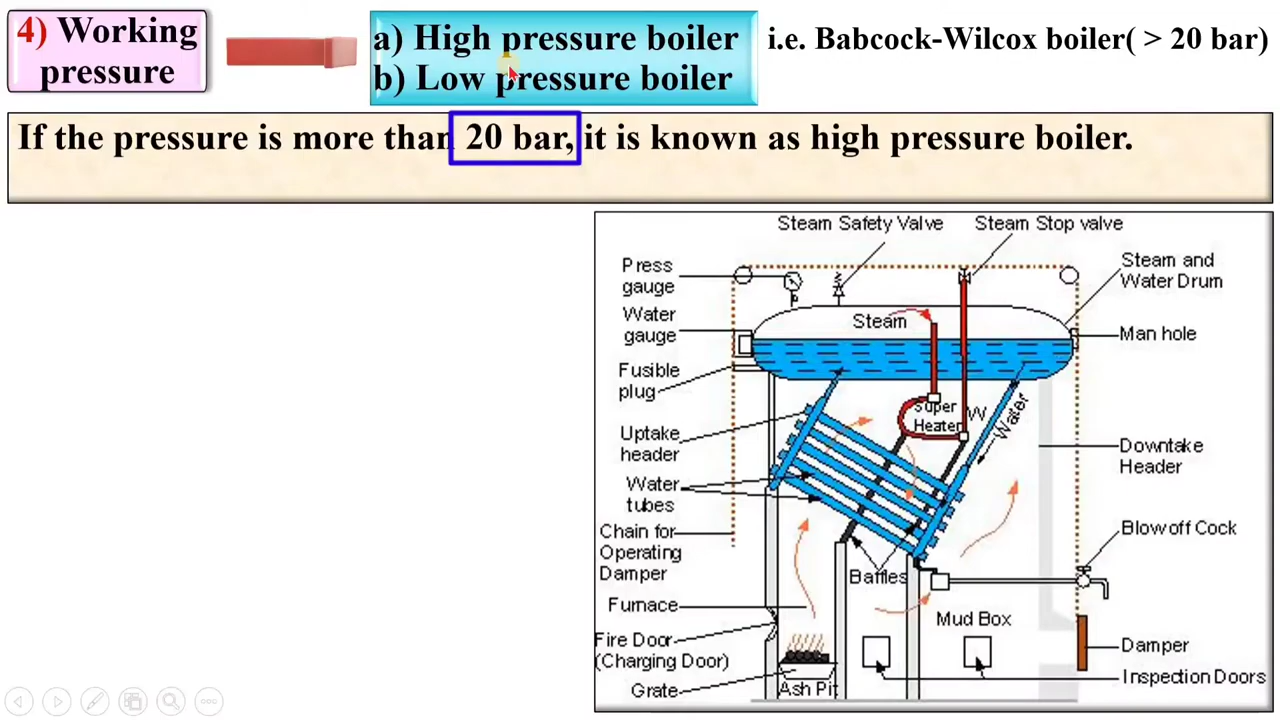 4) Working
pressure
a) High pressure boiler
b) Low pressure boiler
i.e. Babcock-Wilcox boiler( > 20 bar)
If the pressure is more than 20 bar, it is known as high pressure boiler.
Steam Safety Valve
Steam Stop valve
Press
gauge
Steam and
Water Drum
Water
gauge
Steam
Man hole
Fusible
plug
Super
Heater
W
Water
Uptake
header
Downtake
Header
Water
tubes
Chain for
Operating
Damper
Blow off Cock
Baffles
Furnace
Mud Box
Fire Door
(Charging Door)
Damper
Grate
Ash Pit
Inspection Doors